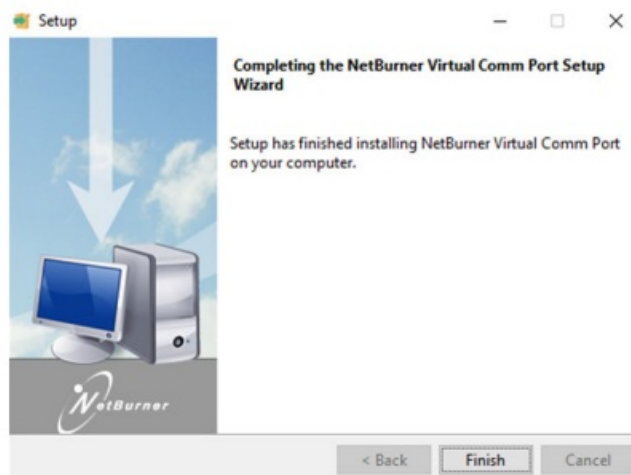 Setup
Completing the NetBurner Virtual Comm Port Setup
Wizard
Setup has finished installing NetBurner Virtual Comm Port
on your computer.
NetBurner
< Back
Finish
Cancel